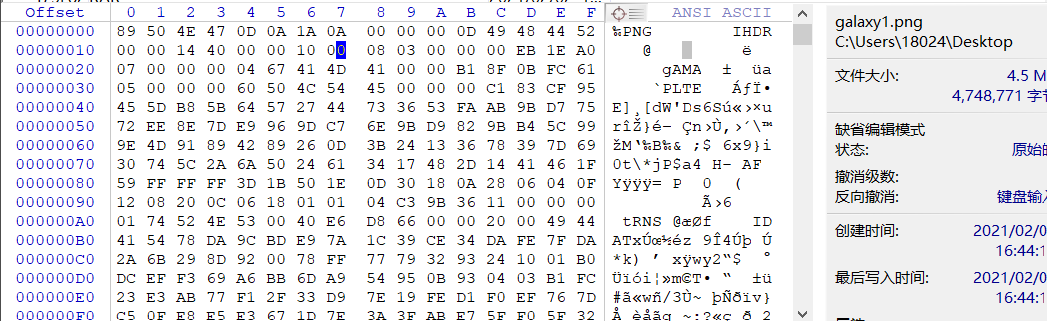 Offset 0 1 2 3 4 5 6 7 8 9 A B C D E F ANSI ASCII
00000000 89 50 4E 47 0D 0A 1A 0A 00 00 00 0D 49 48 44 52 ‰PNG IHDR
00000010 00 00 14 40 00 00 10 00 08 03 00 00 00 EB 1E A0 @ ë
00000020 07 00 00 00 04 67 41 4D 41 00 00 B1 8F 0B FC 61 gAMA ± üa
00000030 05 00 00 00 60 50 4C 54 45 00 00 00 C1 83 CF 95 `PLTE ÁƒÏ•
00000040 45 5D B8 5B 64 57 27 44 73 36 53 FA AB 9B D7 75 E]¸[dW'Ds6Sú«›×u
00000050 72 EE 8E 7D E9 96 9D C7 6E 9B D9 82 9B B4 5C 99 rîŽ}é– Çn›Ù‚›´\™
00000060 9E 4D 91 89 42 89 26 0D 3B 24 13 36 78 39 7D 69 žM‘‰B‰& ;$ 6x9}i
00000070 30 74 5C 2A 6A 50 24 61 34 17 48 2D 14 41 46 1F 0t\*jP$a4 H- AF
00000080 59 FF FF FF 3D 1B 50 1E 0D 30 18 0A 28 06 04 0F Yÿÿÿ= P 0 (
00000090 12 08 20 0C 06 18 01 01 04 C3 9B 36 11 00 00 00 Ã›6
000000A0 01 74 52 4E 53 00 40 E6 D8 66 00 00 20 00 49 44 tRNS @æØf ID
000000B0 41 54 78 DA 9C BD E9 7A 1C 39 CE 34 DA FE 7F DA ATxÚœ½éz 9Î4Úþ Ú
000000C0 2A 6B 29 8D 92 00 78 FF 77 79 32 93 24 10 01 B0 *k) ’ xÿwy2“$ °
000000D0 DC EF F3 69 A6 BB 6D A9 54 95 0B 93 04 03 B1 FC Üïói¦»m©T• “ ±ü
000000E0 23 E3 AB 77 F1 2F 33 D9 7E 19 FE D1 F0 EF 76 7D #ã«wñ/3Ù~ þÑðïv}
000000F0 C5 0F E8 E5 E3 67 1D 7E 3A 3F AB E7 5F F0 5F 32 Å èåãg ~:?«ç_ð_2
galaxy1.png
C:\Users\18024\Desktop
文件大小: 4.5 M
4,748,771 字
缺省编辑模式
状态: 原始的
撤消级数:
反向撤消: 键盘输入
创建时间: 2021/02/0
16:44:1
最后写入时间: 2021/02/0
16:44:1